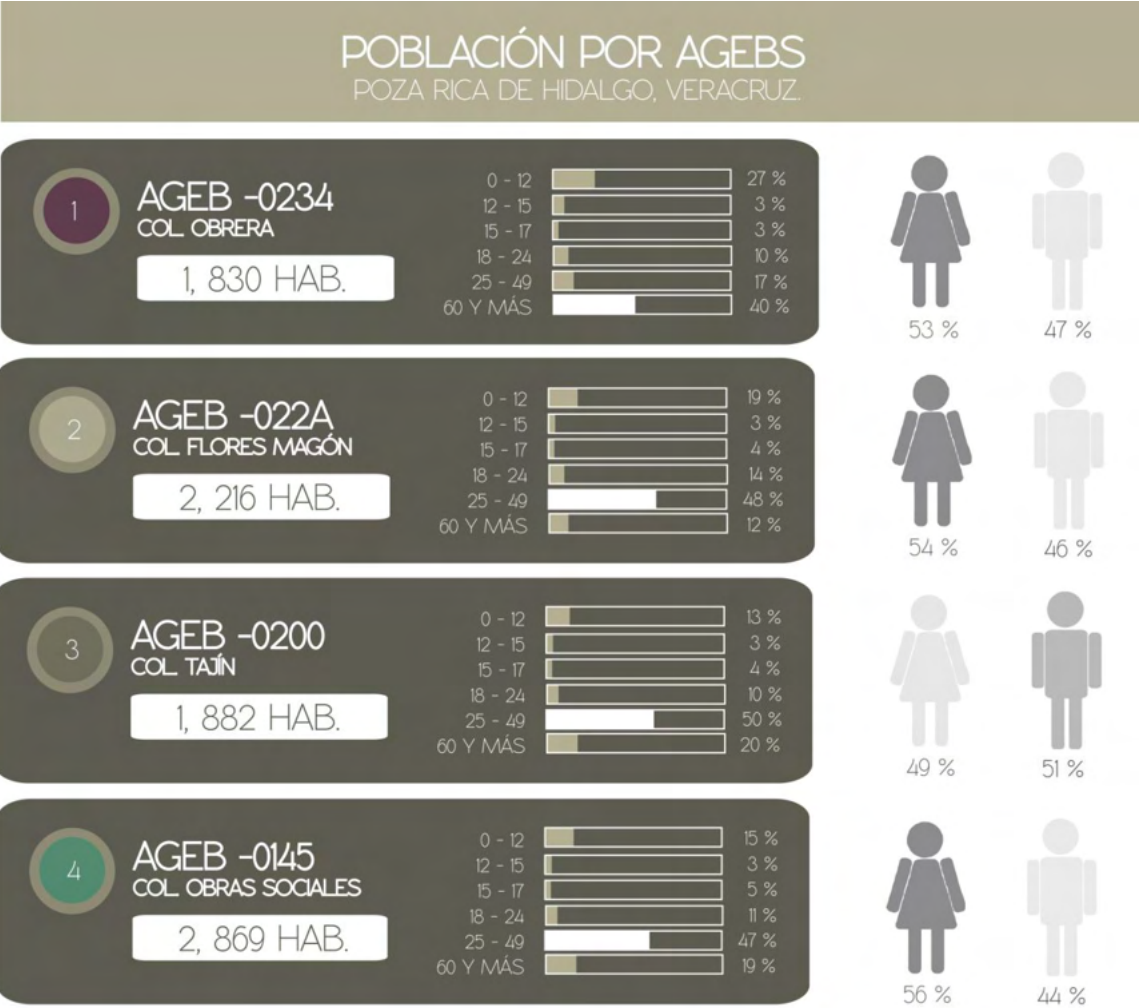 POBLACIÓN POR AGEBS
POZA RICA DE HIDALGO, VERACRUZ.
1
AGEB -0234
COL. OBRERA
1, 830 HAB.
0 - 12 27 %
12 - 15 3 %
15 - 17 3 %
18 - 24 10 %
25 - 49 17 %
60 Y MÁS 40 %
53 % 47 %
2
AGEB -022A
COL. FLORES MAGÓN
2, 216 HAB.
0 - 12 19 %
12 - 15 3 %
15 - 17 4 %
18 - 24 14 %
25 - 49 48 %
60 Y MÁS 12 %
54 % 46 %
3
AGEB -0200
COL. TAJÍN
1, 882 HAB.
0 - 12 13 %
12 - 15 3 %
15 - 17 4 %
18 - 24 10 %
25 - 49 50 %
60 Y MÁS 20 %
49 % 51 %
4
AGEB -0145
COL. OBRAS SOCIALES
2, 869 HAB.
0 - 12 15 %
12 - 15 3 %
15 - 17 5 %
18 - 24 11 %
25 - 49 47 %
60 Y MÁS 19 %
56 % 44 %